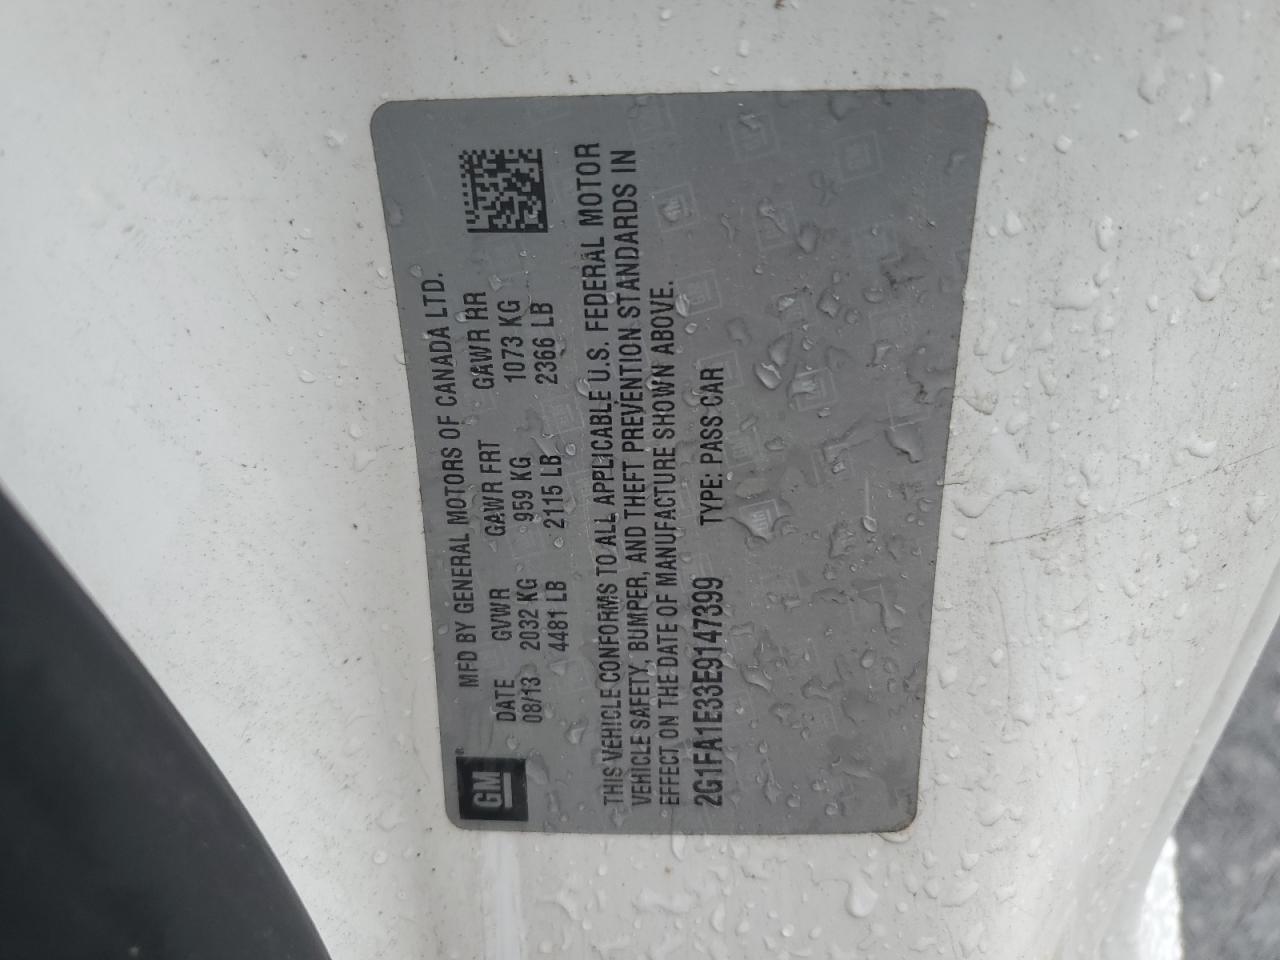 GM®
MFD BY GENERAL MOTORS OF CANADA LTD.
DATE GVWR GAWR FRT GAWR RR
08/13 2032 KG 959 KG 1073 KG
4481 LB 2115 LB 2366 LB
THIS VEHICLE CONFORMS TO ALL APPLICABLE U.S. FEDERAL MOTOR
VEHICLE SAFETY, BUMPER, AND THEFT PREVENTION STANDARDS IN
EFFECT ON THE DATE OF MANUFACTURE SHOWN ABOVE.
2G1FA1E33E9147399 TYPE: PASS CAR